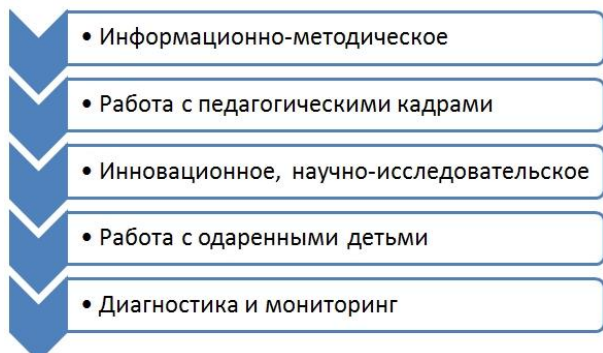 • Информационно-методическое
• Работа с педагогическими кадрами
• Инновационное, научно-исследовательское
• Работа с одаренными детьми
• Диагностика и мониторинг